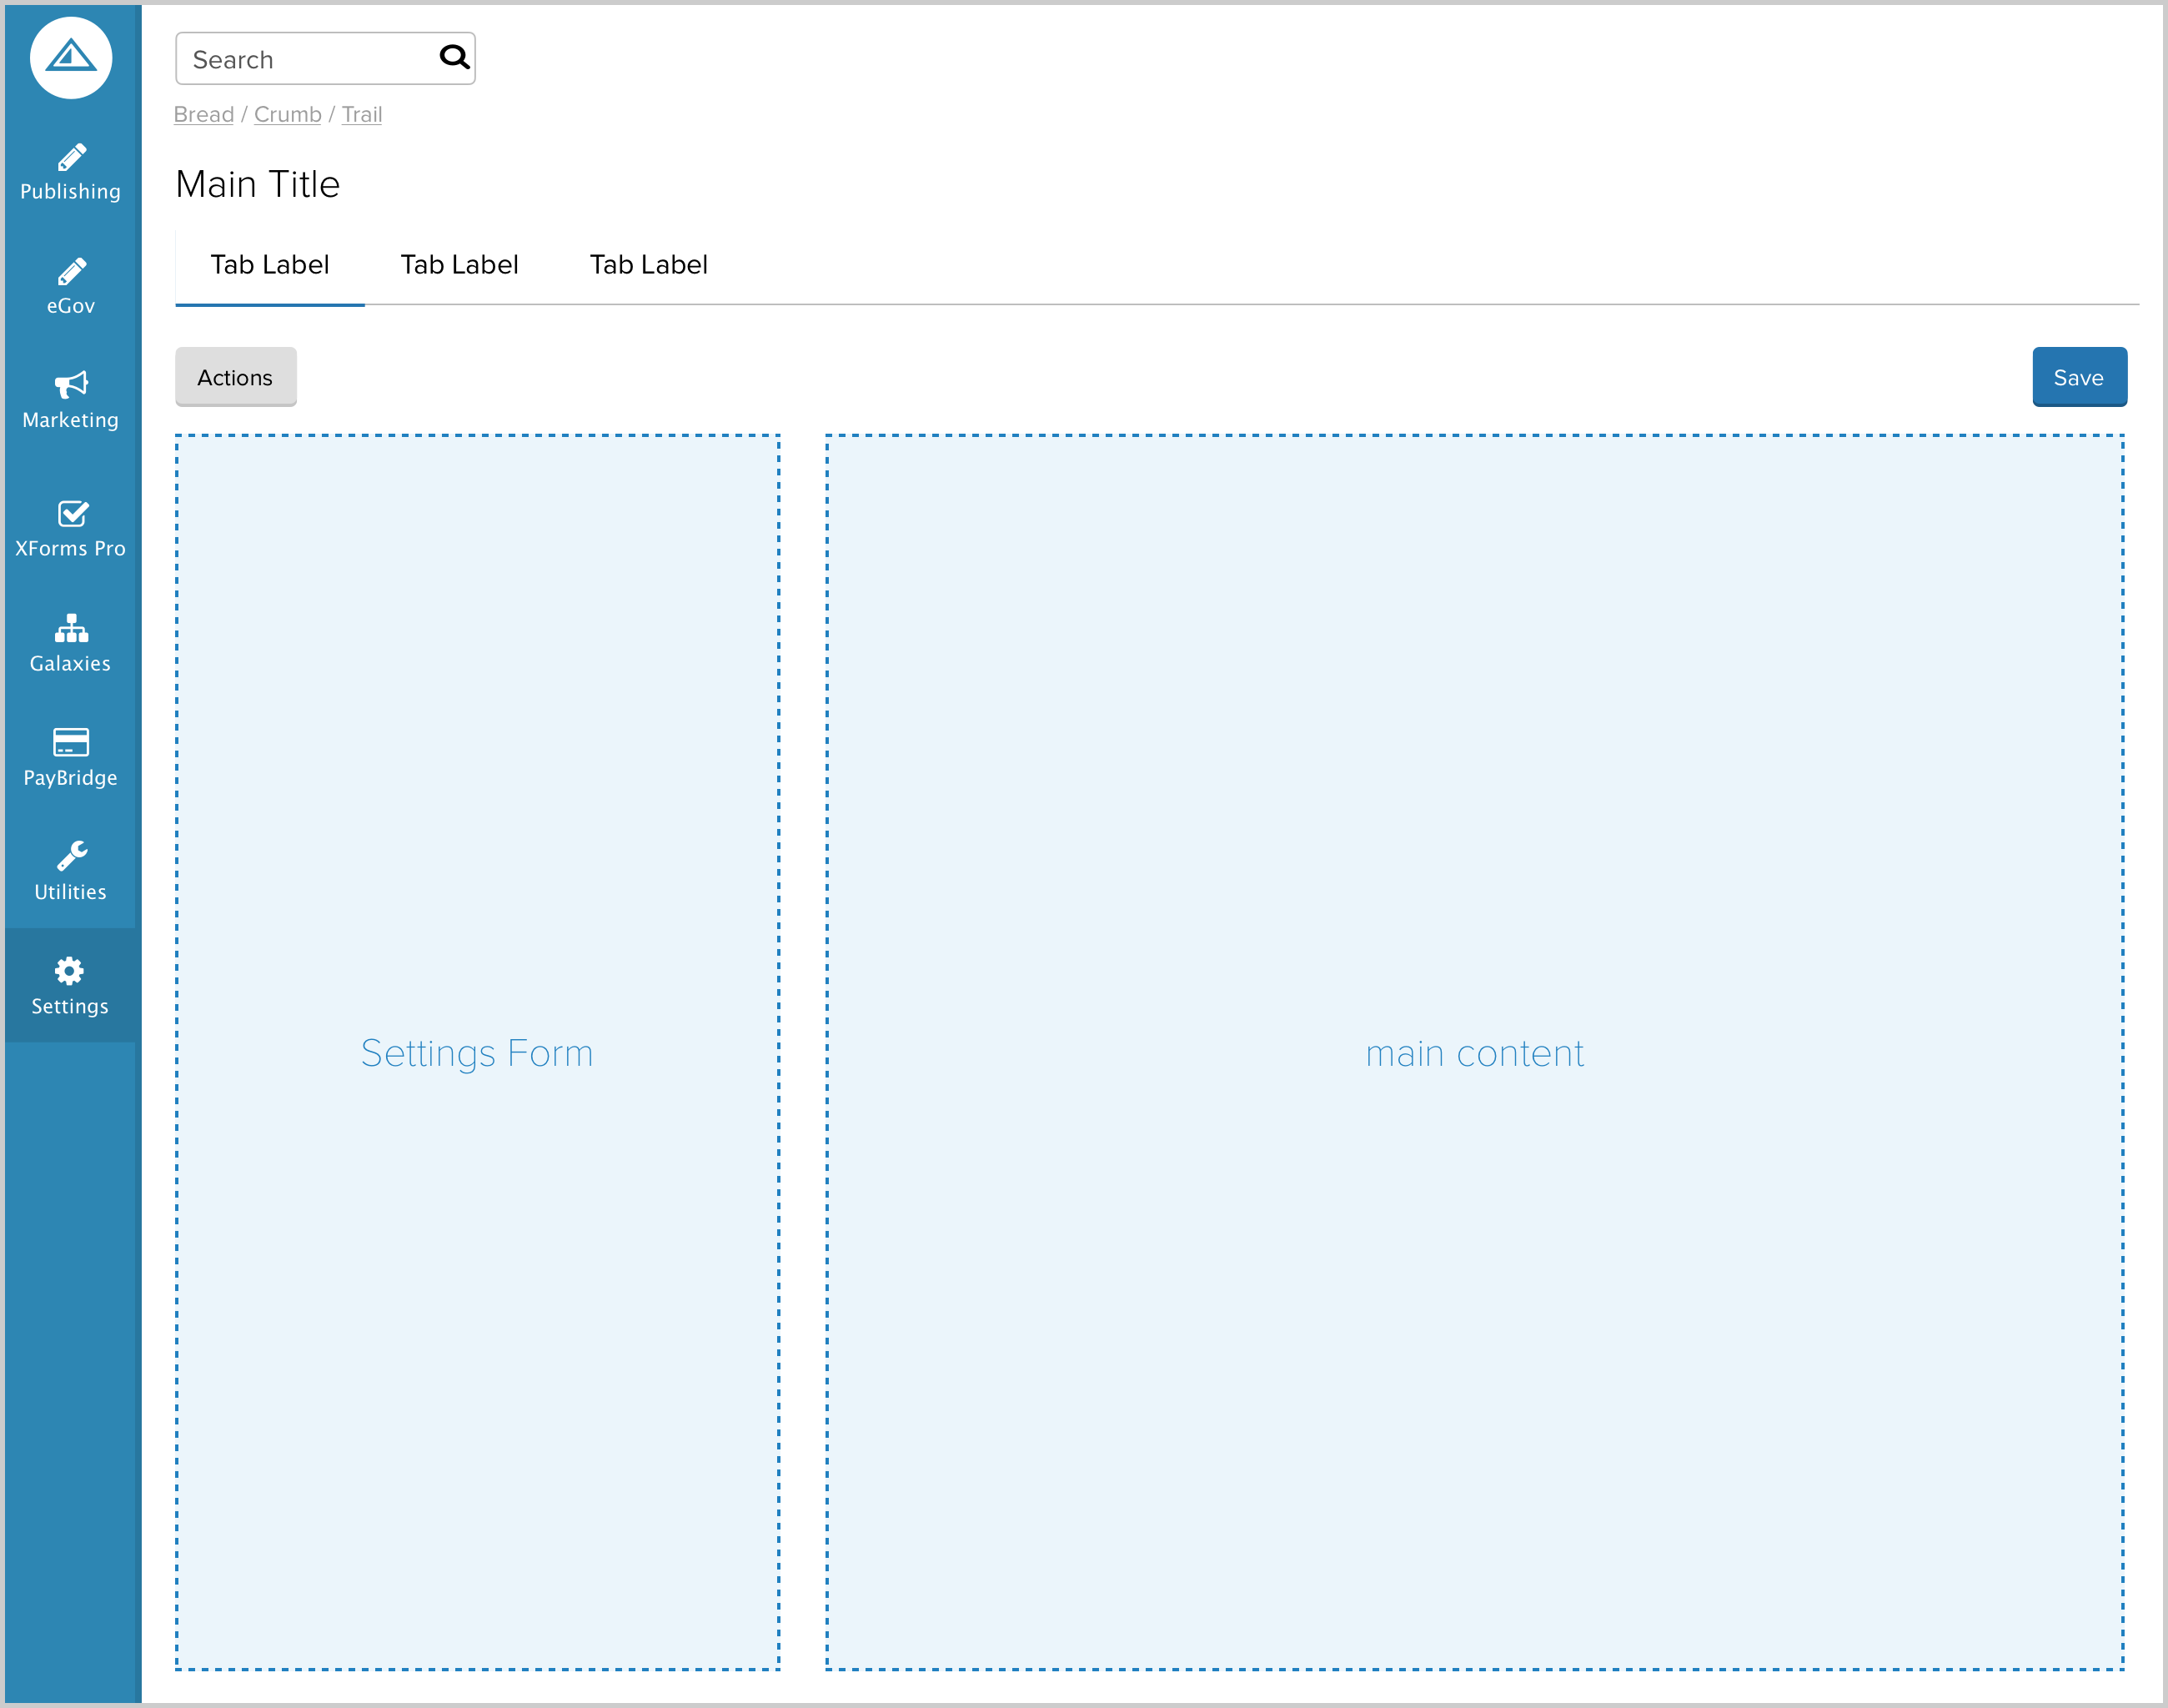 Search
Bread / Crumb / Trail
Main Title
Tab Label Tab Label Tab Label
Actions Save
Publishing
eGov
Marketing
XForms Pro
Galaxies
PayBridge
Utilities
Settings
Settings Form
main content